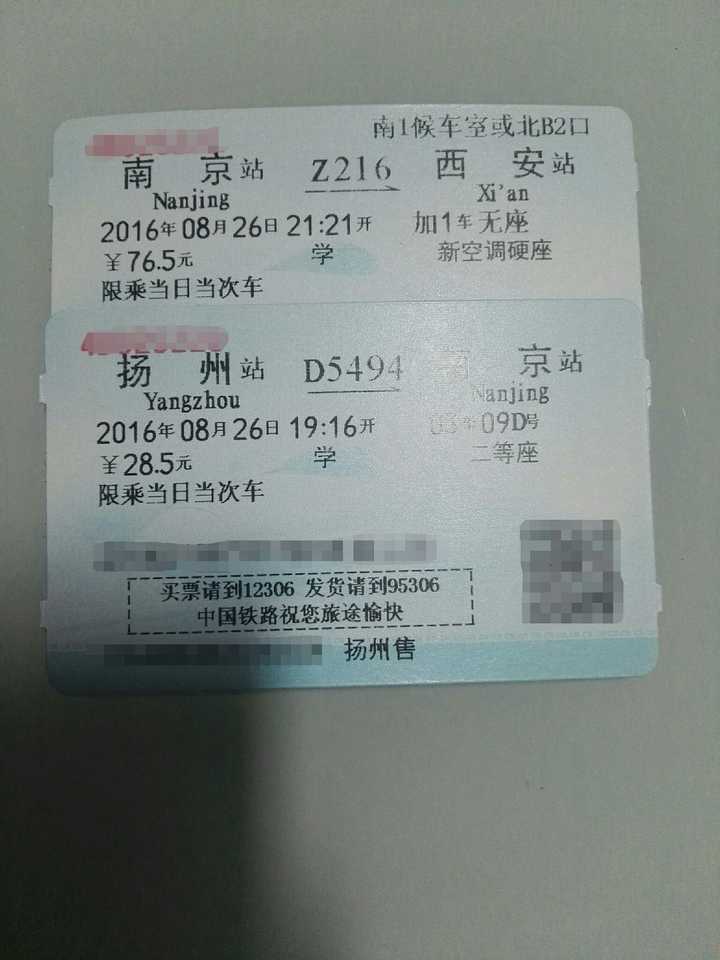 南1候车室或北B2口
南 京站 Z216 西 安站
Nanjing Xi'an
2016年08月26日21:21开 加1车无座
￥76.5元 学 新空调硬座
限乘当日当次车
扬 州站 D5494 京站
Yangzhou Nanjing
2016年08月26日19:16开 车09D号
￥28.5元 学 二等座
限乘当日当次车
买票请到12306 发货请到95306
中国铁路祝您旅途愉快
扬州售